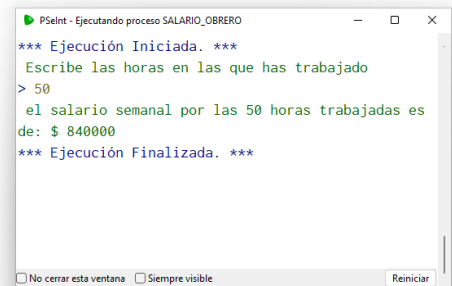 PSeInt - Ejecutando proceso SALARIO_OBRERO
*** Ejecución Iniciada. ***
Escribe las horas en las que has trabajado
> 50
el salario semanal por las 50 horas trabajadas es
de: $ 840000
*** Ejecución Finalizada. ***
No cerrar esta ventana Siempre visible Reiniciar